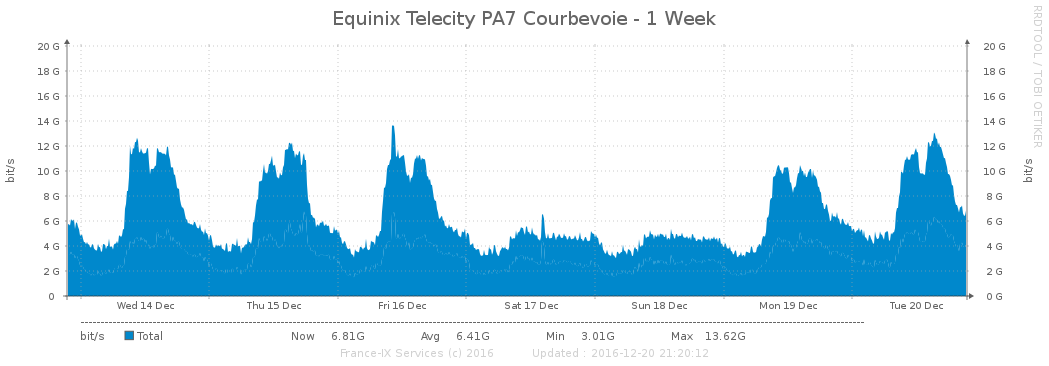 Equinix Telecity PA7 Courbevoie - 1 Week
RRDTOOL / TOBI OETIKER
bit/s
20 G 20 G
18 G 18 G
16 G 16 G
14 G 14 G
12 G 12 G
10 G 10 G
8 G 8 G
6 G 6 G
4 G 4 G
2 G 2 G
0 0 G
bit/s
Wed 14 Dec Thu 15 Dec Fri 16 Dec Sat 17 Dec Sun 18 Dec Mon 19 Dec Tue 20 Dec
bit/s Total Now 6.81G Avg 6.41G Min 3.01G Max 13.62G
France-IX Services (c) 2016 Updated : 2016-12-20 21:20:12